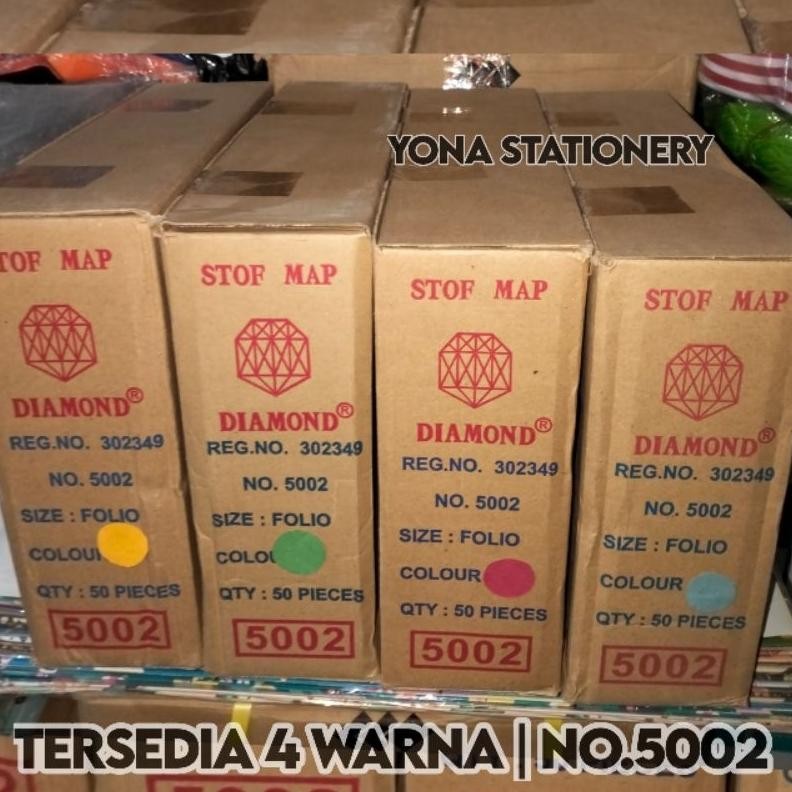 YONA STATIONERY
TOF MAP
DIAMOND®
REG.NO. 302349
NO. 5002
SIZE : FOLIO
COLOU
QTY : 50 PIECES
5002
STOF MAP
DIAMOND®
REG.NO. 302349
NO. 5002
SIZE : FOLIO
COLOU
QTY : 50 PIECES
5002
STOF MAP
DIAMOND®
REG.NO. 302349
NO. 5002
SIZE : FOLIO
COLOUR
QTY : 50 PIECES
5002
STOF MAP
DIAMOND®
REG.NO. 302349
NO. 5002
SIZE : FOLIO
COLOUR
QTY : 50 PIECES
5002
TERSEDIA 4 WARNA | NO.5002